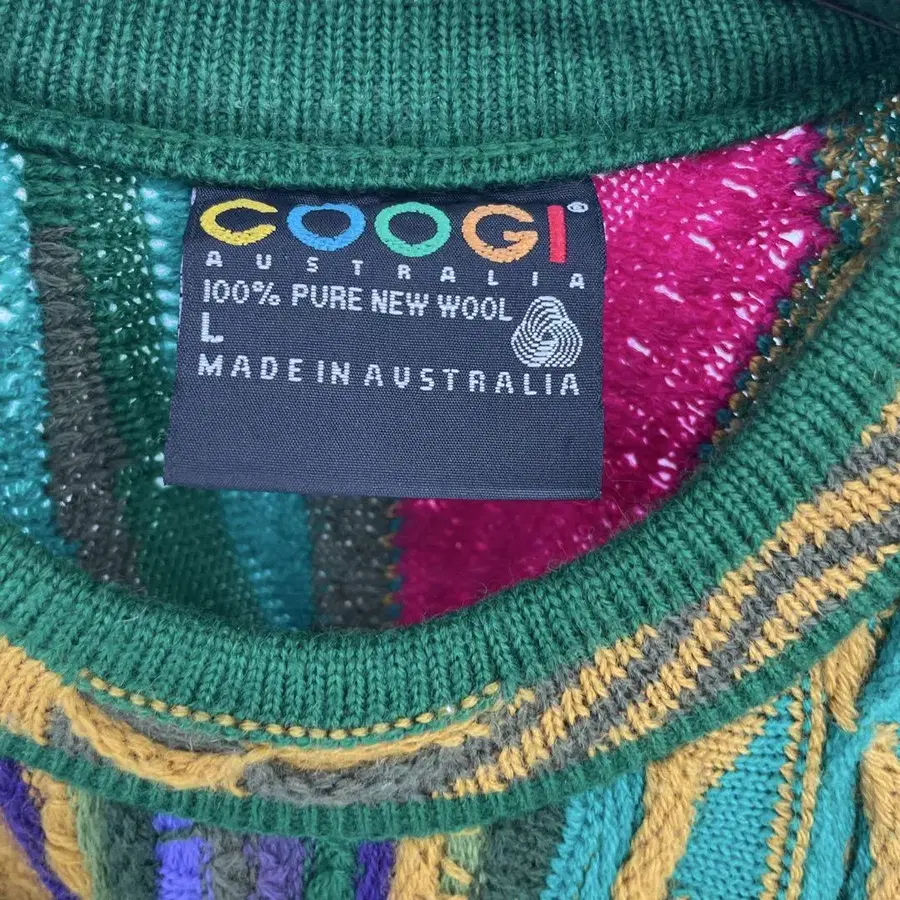 COOGI®
AUSTRALIA
100% PURE NEW WOOL
L
MADE IN AUSTRALIA